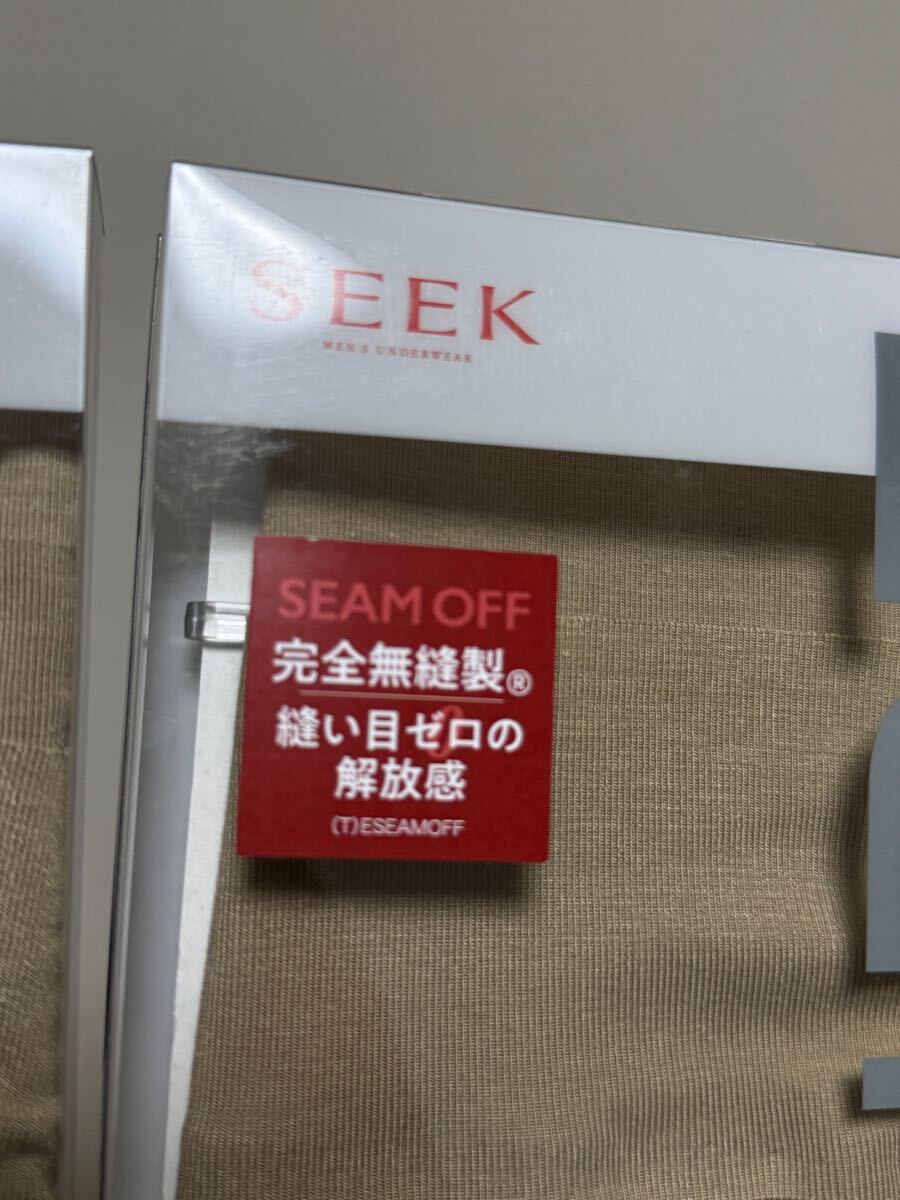 SEEK
MEN'S UNDERWEAR
SEAM OFF
完全無縫製®
縫い目ゼロの
解放感
(T)ESEAMOFF